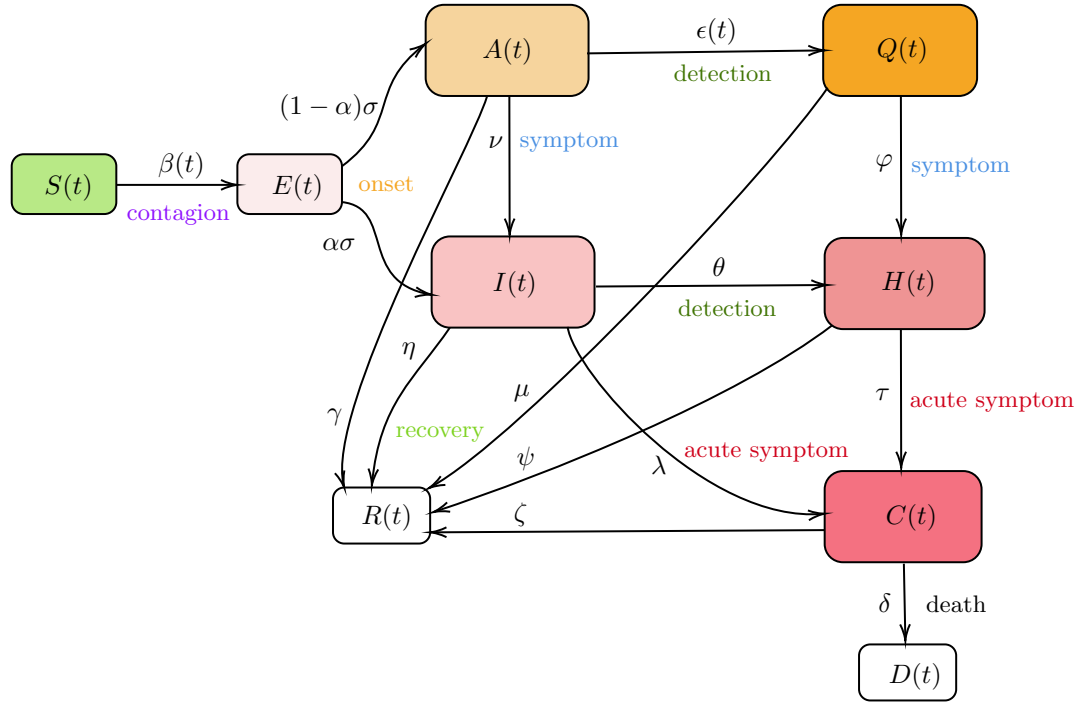 A(t)
ϵ(t)
detection
Q(t)
(1 − α)σ
ν
symptom
φ
symptom
S(t)
β(t)
contagion
E(t)
onset
ασ
I(t)
θ
detection
H(t)
η
γ
recovery
μ
ψ
λ
acute symptom
τ
acute symptom
R(t)
ζ
C(t)
δ
death
D(t)